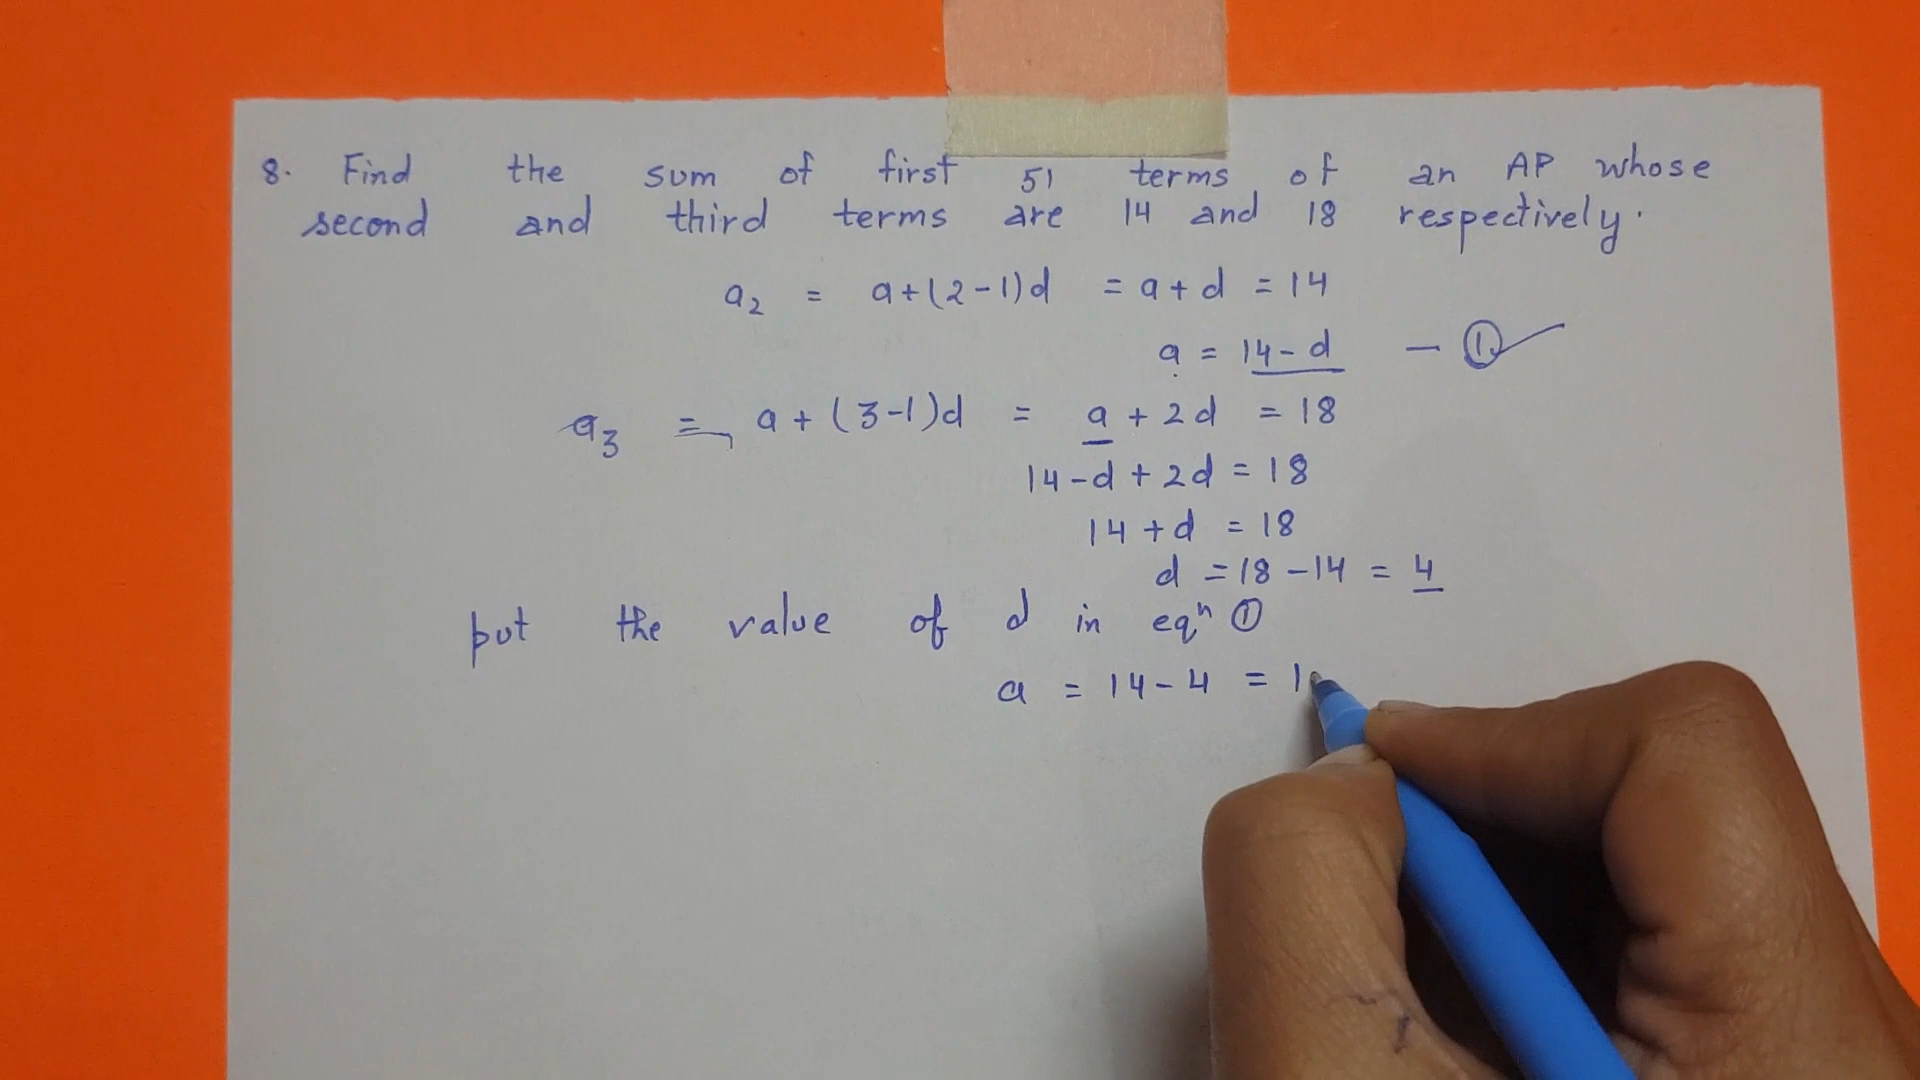 8. Find the sum of first 51 terms of an AP whose
second and third terms are 14 and 18 respectively.
a₂ = a+(2-1)d = a+d = 14
a = 14-d — ①
a₃ = a+(3-1)d = a+2d = 18
14-d+2d = 18
14+d = 18
d = 18-14 = 4
put the value of d in eqⁿ ①
a = 14-4 = 1